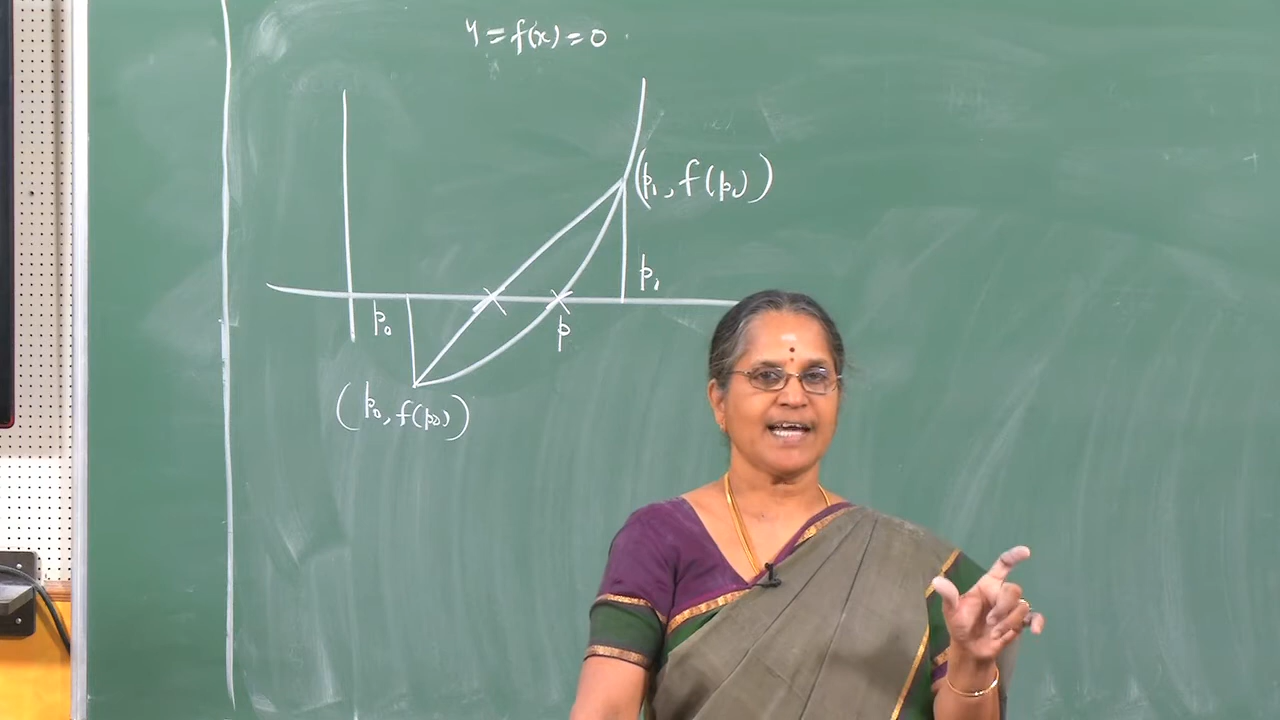 y = f(x) = 0
(p₁, f(p₁))
p₁
p₀
p
(p₀, f(p₀))